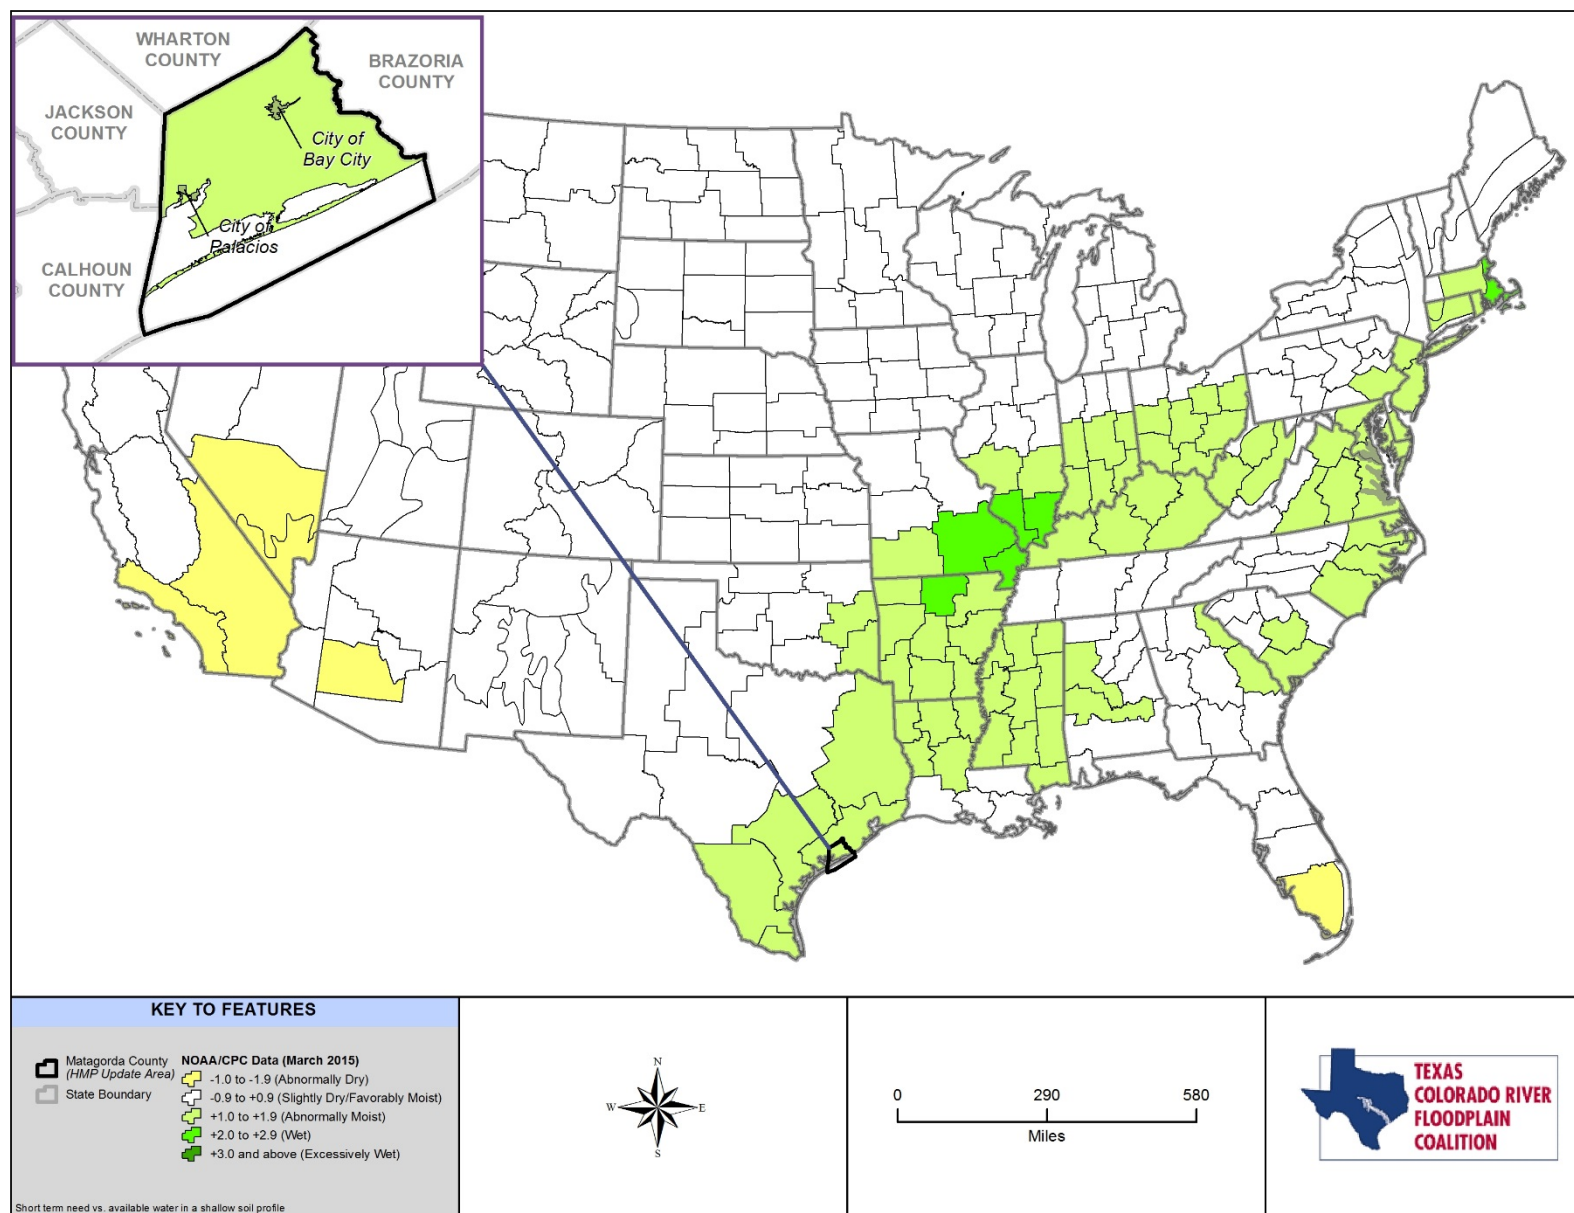 WHARTON
COUNTY
BRAZORIA
COUNTY
JACKSON
COUNTY
City of
Bay City
City of
Palacios
CALHOUN
COUNTY
KEY TO FEATURES
Matagorda County
(HMP Update Area)
State Boundary
NOAA/CPC Data (March 2015)
-1.0 to -1.9 (Abnormally Dry)
-0.9 to +0.9 (Slightly Dry/Favorably Moist)
+1.0 to +1.9 (Abnormally Moist)
+2.0 to +2.9 (Wet)
+3.0 and above (Excessively Wet)
Short term need vs. available water in a shallow soil profile
N
W E
S
0 290 580
Miles
TEXAS
COLORADO RIVER
FLOODPLAIN
COALITION